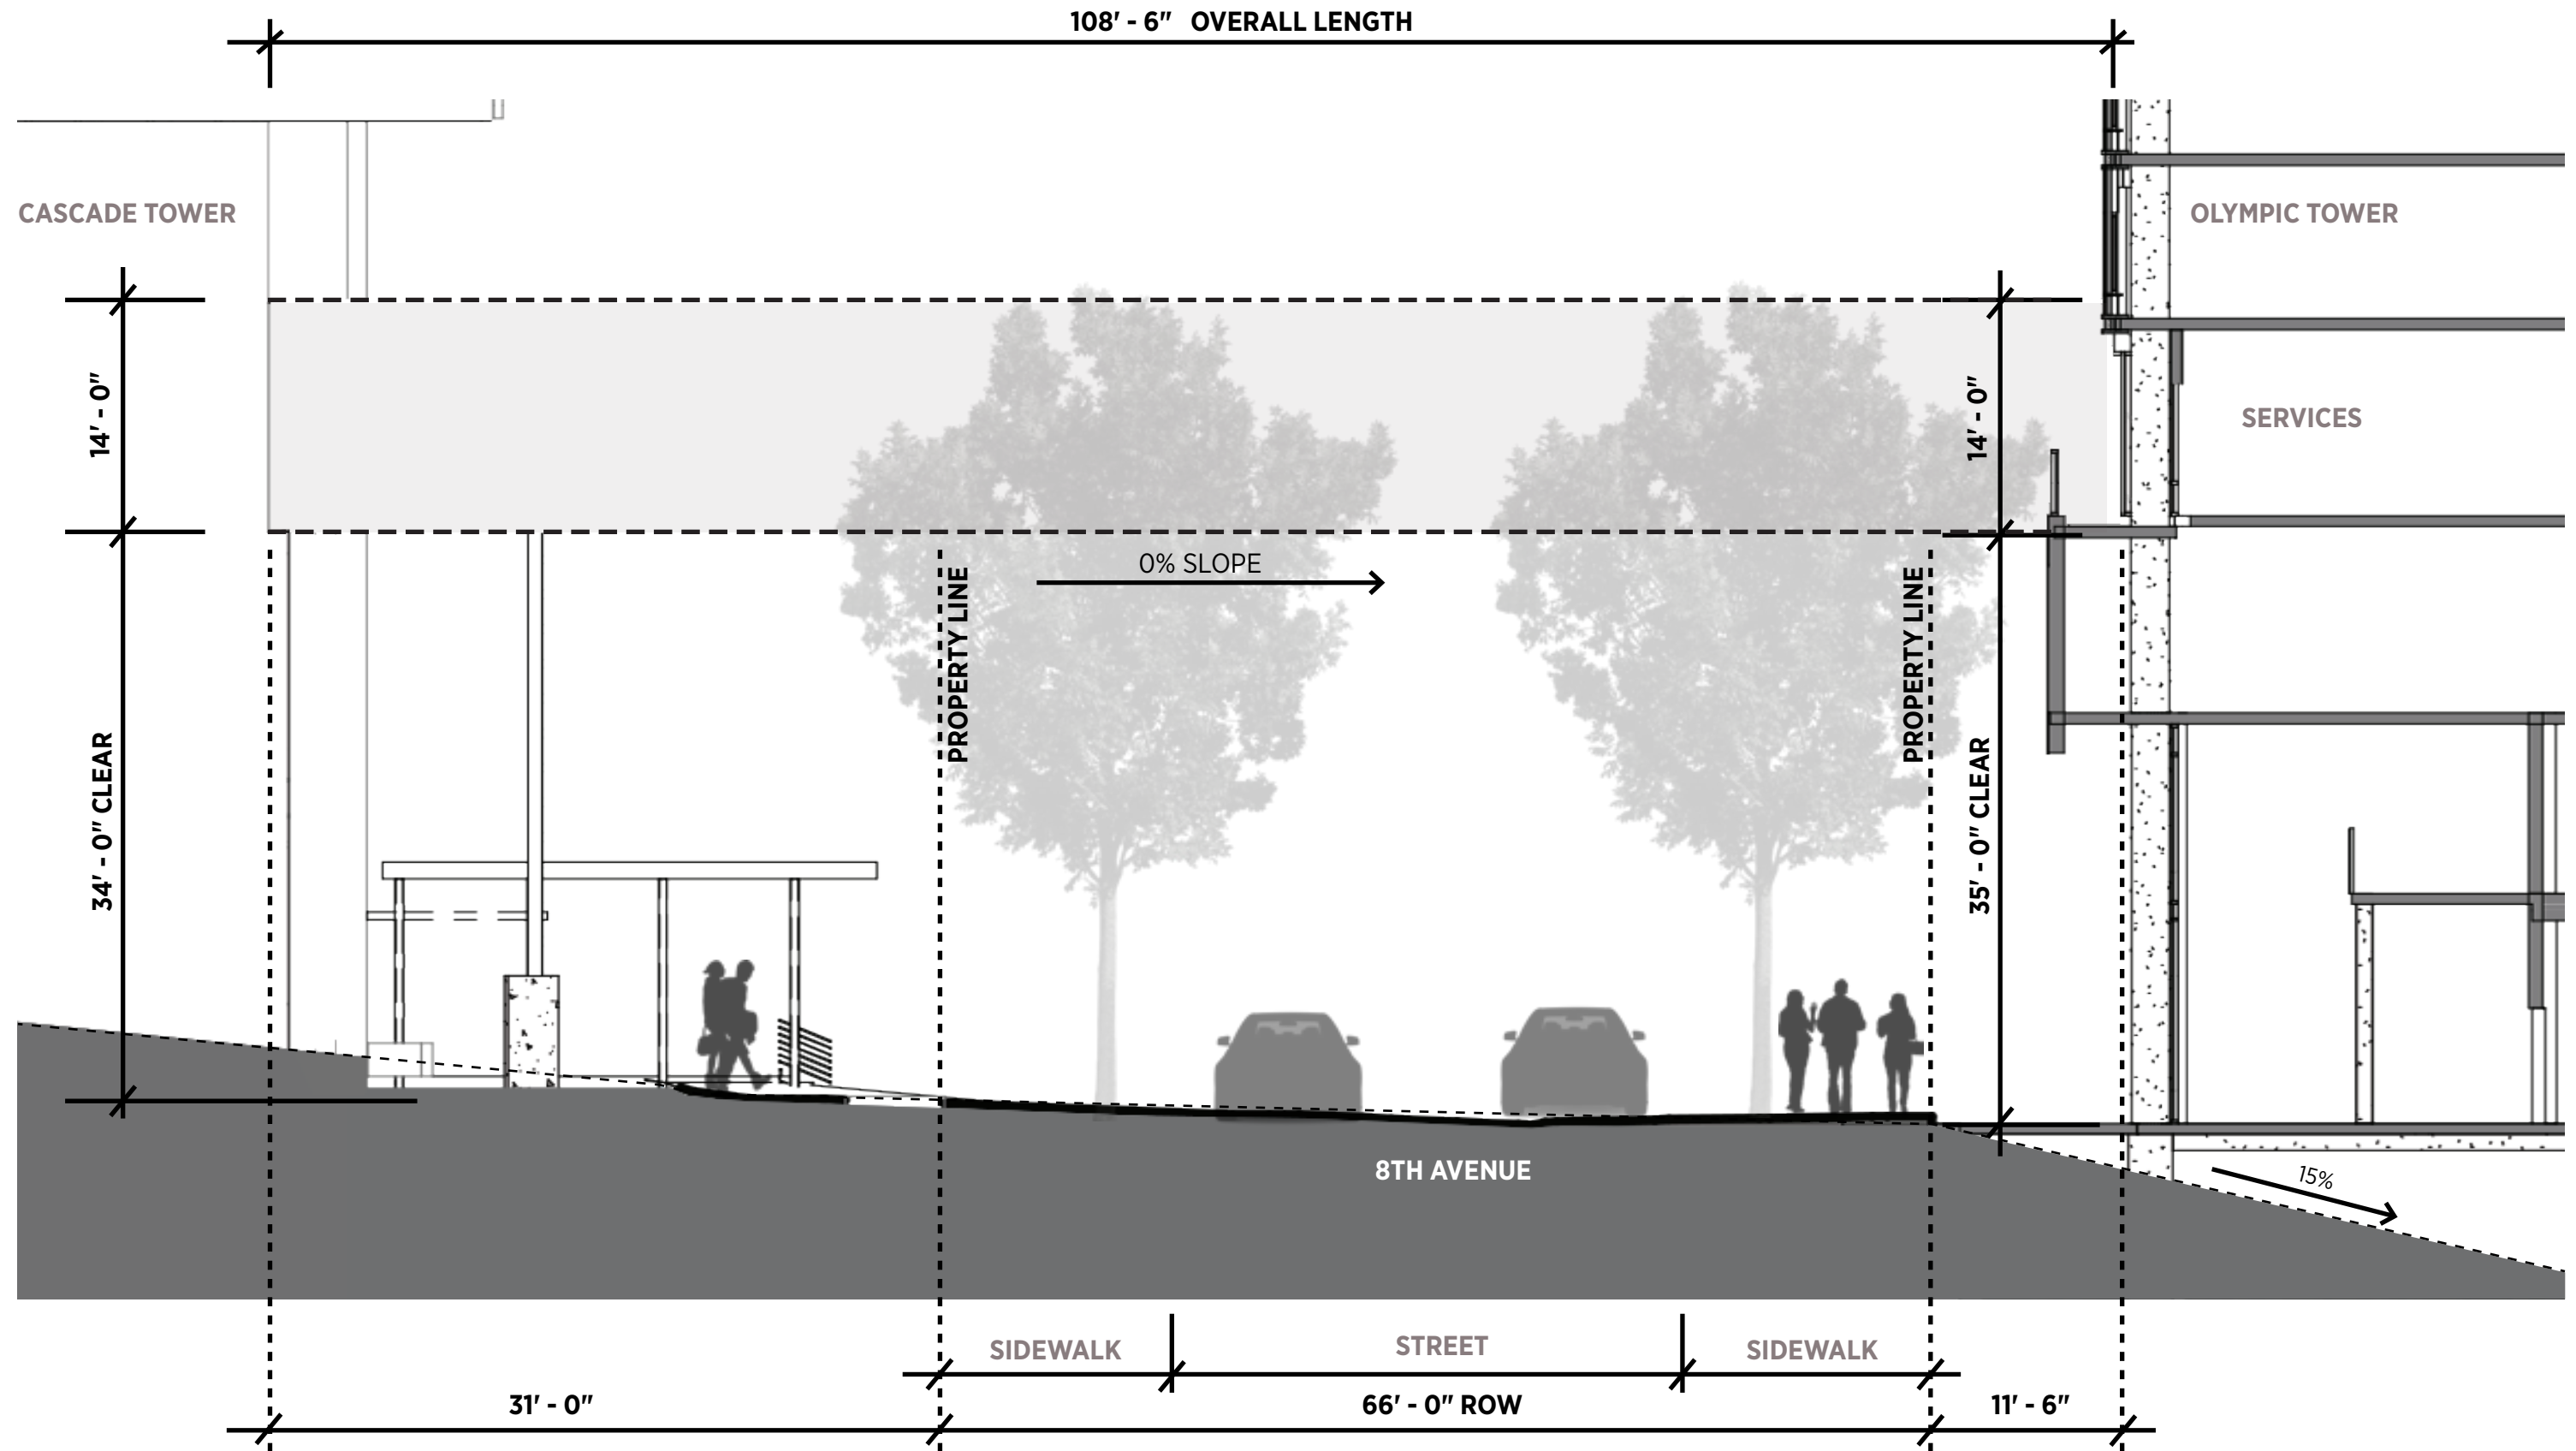 108' - 6" OVERALL LENGTH
CASCADE TOWER
OLYMPIC TOWER
14' - 0"
14' - 0"
SERVICES
0% SLOPE
PROPERTY LINE
PROPERTY LINE
34' - 0" CLEAR
35' - 0" CLEAR
8TH AVENUE
15%
SIDEWALK
STREET
SIDEWALK
31' - 0"
66' - 0" ROW
11' - 6"